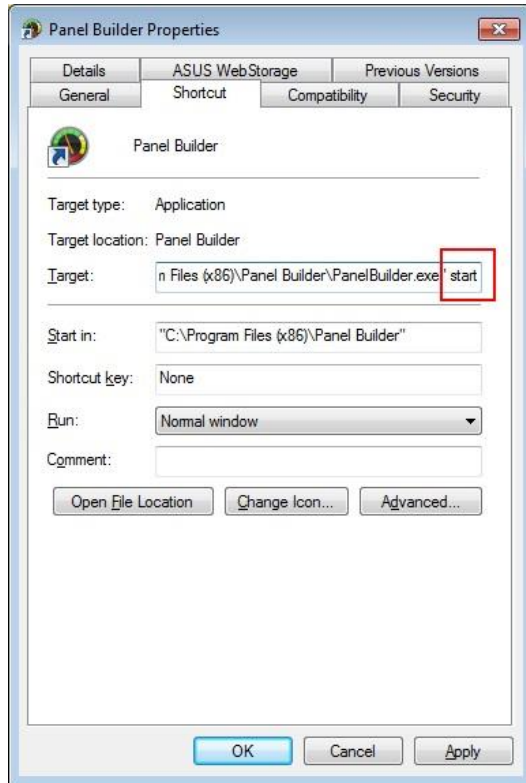 Panel Builder Properties
Details ASUS WebStorage Previous Versions
General Shortcut Compatibility Security
Panel Builder
Target type: Application
Target location: Panel Builder
Target: n Files (x86)\Panel Builder\PanelBuilder.exe" start
Start in: "C:\Program Files (x86)\Panel Builder"
Shortcut key: None
Run: Normal window
Comment:
Open File Location Change Icon... Advanced...
OK Cancel Apply